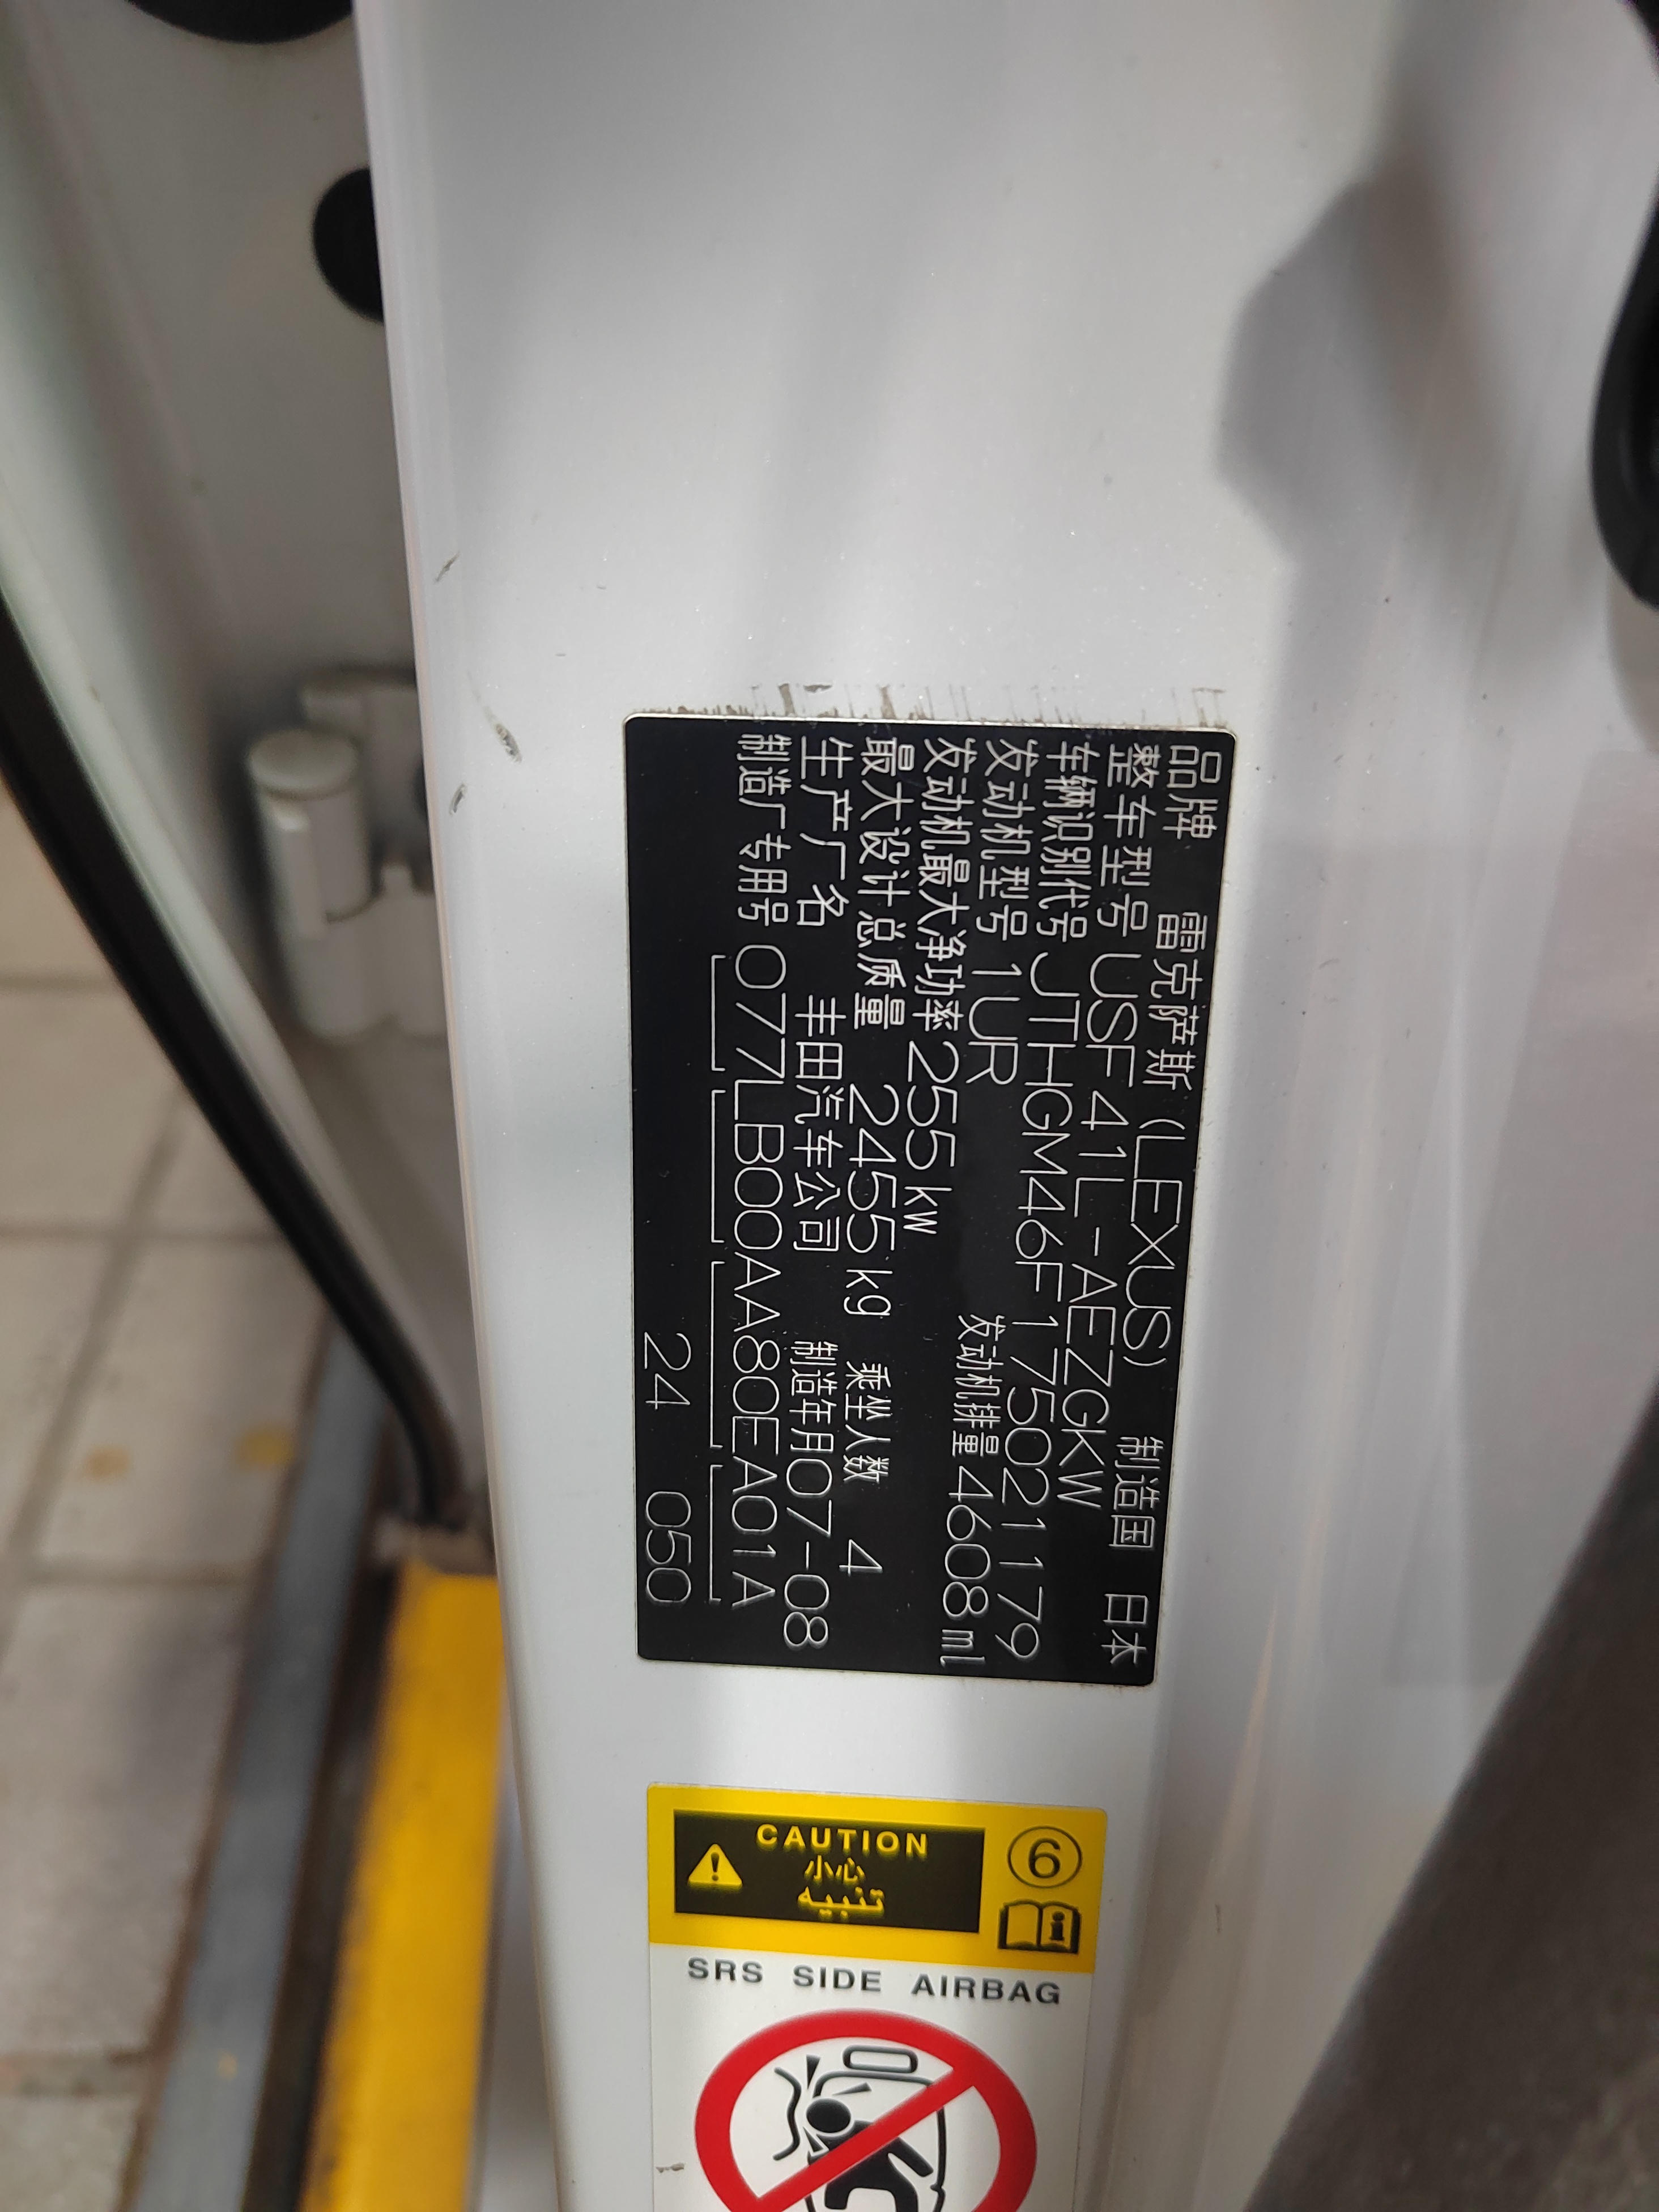 品牌 雷克萨斯 (LEXUS) 制造国 日本
整车型号 USF41L-AEZGKW
车辆识别代号 JTHGM46F175021179
发动机型号 1UR 发动机排量 4608ml
发动机最大净功率 255kW
最大设计总质量 2455kg 乘坐人数 4
生产厂名 丰田汽车公司 制造年月07-08
制造厂专用号 077LB00AA80EA01A
24 050
CAUTION
小心
تنبيه
6
SRS SIDE AIRBAG